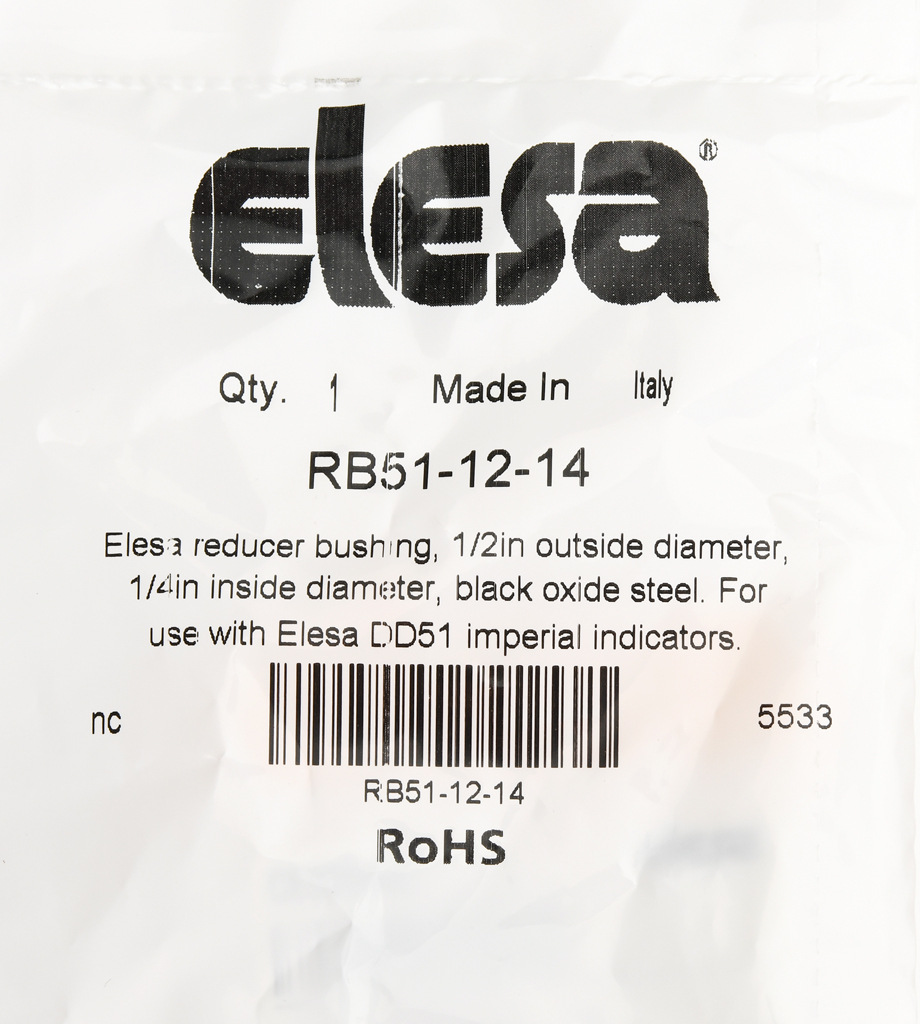 elesa®
Qty. 1 Made In Italy
RB51-12-14
Elesa reducer bushing, 1/2in outside diameter,
1/4in inside diameter, black oxide steel. For
use with Elesa DD51 imperial indicators.
nc 5533
RB51-12-14
RoHS